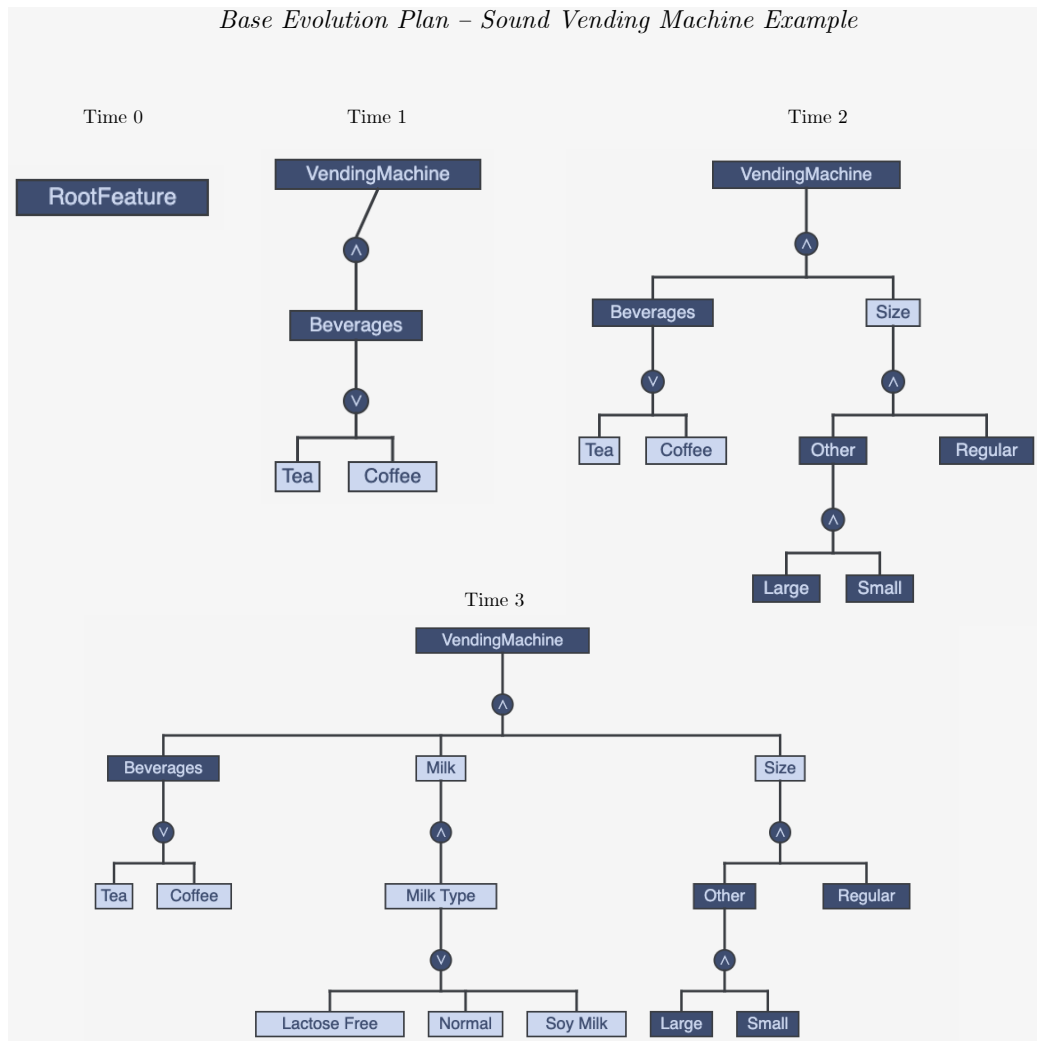 Base Evolution Plan – Sound Vending Machine Example
Time 0
Time 1
Time 2
RootFeature
VendingMachine
∧
Beverages
∨
Tea
Coffee
VendingMachine
∧
Beverages
Size
∨
∧
Tea
Coffee
Other
Regular
∧
Large
Small
Time 3
VendingMachine
∧
Beverages
Milk
Size
∨
∧
∧
Tea
Coffee
Milk Type
Other
Regular
∨
∧
Lactose Free
Normal
Soy Milk
Large
Small